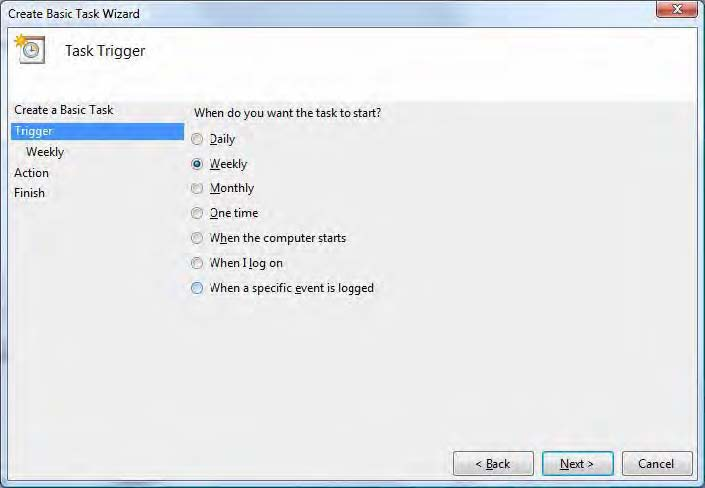 Create Basic Task Wizard
Task Trigger
Create a Basic Task
Trigger
Weekly
Action
Finish
When do you want the task to start?
Daily
Weekly
Monthly
One time
When the computer starts
When I log on
When a specific event is logged
< Back
Next >
Cancel